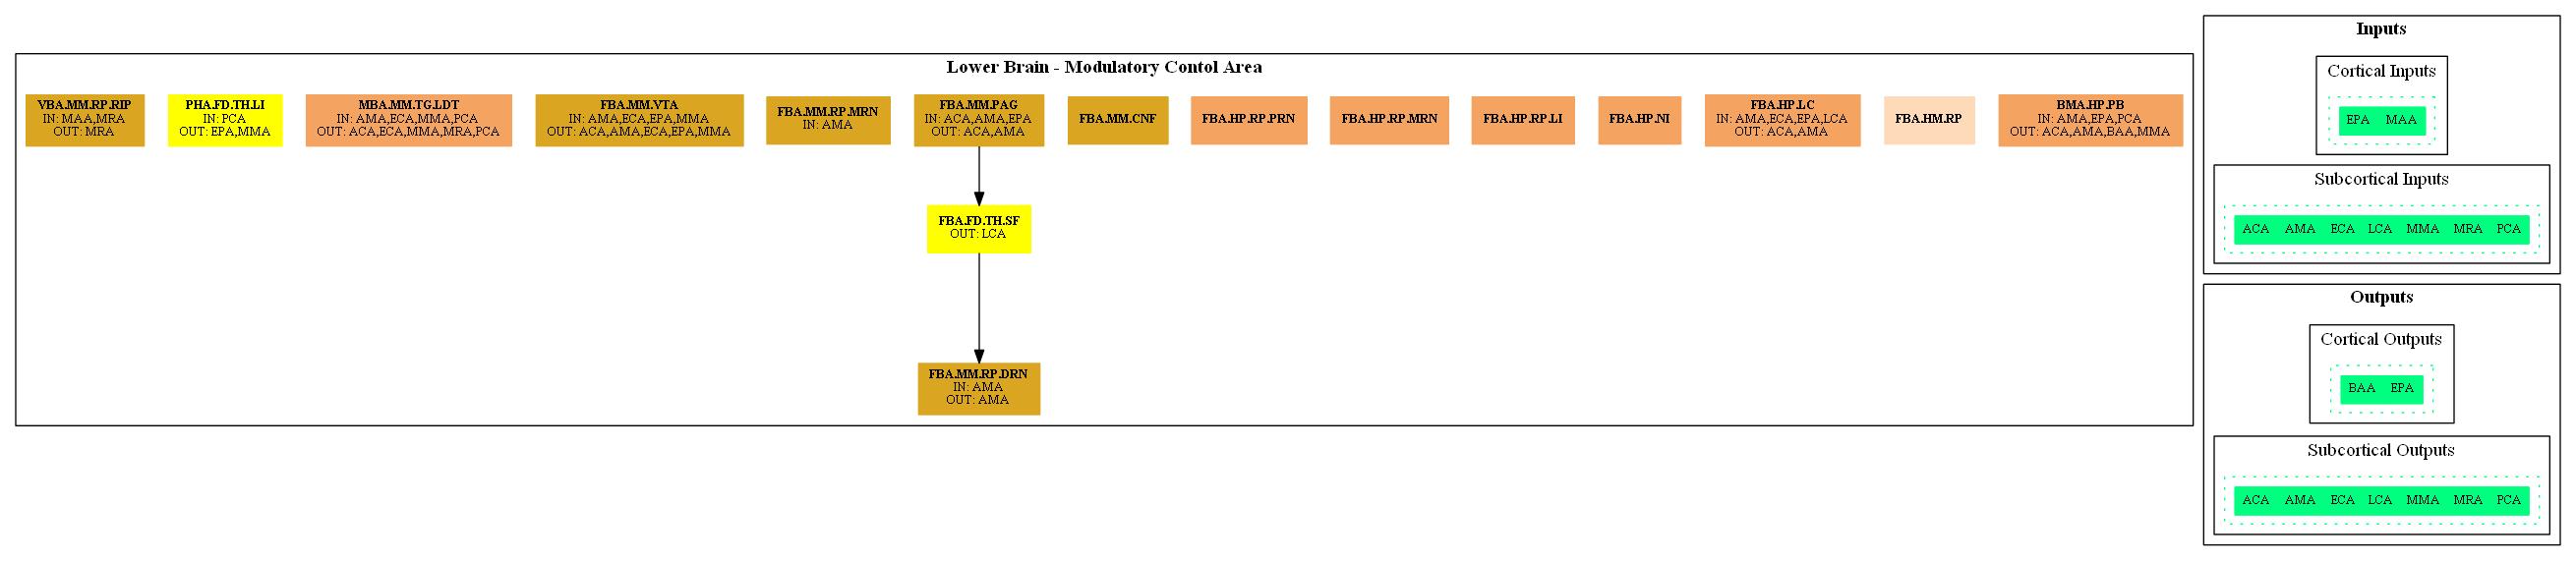 Lower Brain - Modulatory Contol Area
VBA.MM.RP.RIP
IN: MAA,MRA
OUT: MRA
PHA.FD.TH.LI
IN: PCA
OUT: EPA,MMA
MBA.MM.TG.LDT
IN: AMA,ECA,MMA,PCA
OUT: ACA,ECA,MMA,MRA,PCA
FBA.MM.VTA
IN: AMA,ECA,EPA,MMA
OUT: ACA,AMA,ECA,EPA,MMA
FBA.MM.RP.MRN
IN: AMA
FBA.MM.PAG
IN: ACA,AMA,EPA
OUT: ACA,AMA
FBA.MM.CNF
FBA.HP.RP.PRN
FBA.HP.RP.MRN
FBA.HP.RP.LI
FBA.HP.NI
FBA.HP.LC
IN: AMA,ECA,EPA,LCA
OUT: ACA,AMA
FBA.HM.RP
BMA.HP.PB
IN: AMA,EPA,PCA
OUT: ACA,AMA,BAA,MMA
FBA.FD.TH.SF
OUT: LCA
FBA.MM.RP.DRN
IN: AMA
OUT: AMA
Inputs
Cortical Inputs
EPA MAA
Subcortical Inputs
ACA AMA ECA LCA MMA MRA PCA
Outputs
Cortical Outputs
BAA EPA
Subcortical Outputs
ACA AMA ECA LCA MMA MRA PCA